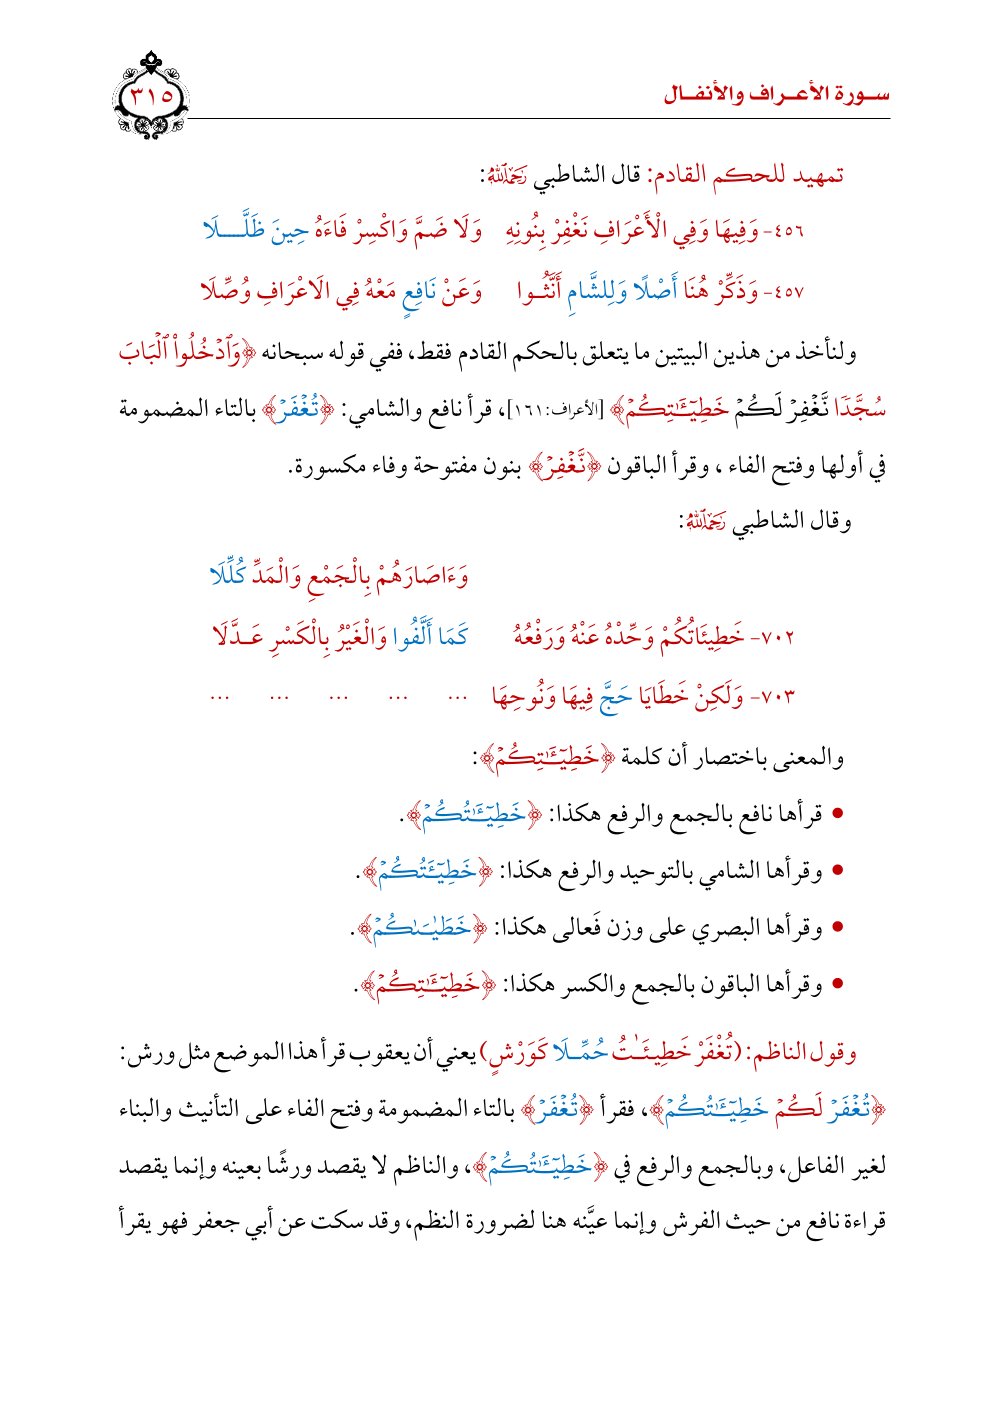 سـورة الأعـراف والأنفـال
٣١٥
تمهيد للحكم القادم: قال الشاطبي رَحِمَهُ ٱللَّهُ:
٤٥٦- وَفِيهَا وَفِي الْأَعْرَافِ نَغْفِرْ بِنُونِهِ وَلَا ضَمَّ وَاكْسِرْ فَاءَهُ حِينَ ظَلَّــلَا
٤٥٧- وَذَكِّرْ هُنَا أَصْلًا وَلِلشَّامِ أَنَّثُـوا وَعَنْ نَافِعٍ مَعْهُ فِي الَاعْرَافِ وُصِّلَا
ولنأخذ من هذين البيتين ما يتعلق بالحكم القادم فقط، ففي قوله سبحانه ﴿وَٱدۡخُلُواْ ٱلۡبَابَ
سُجَّدٗا نَّغۡفِرۡ لَكُمۡ خَطِيٓـَٰٔتِكُمۡ﴾ [الأعراف:١٦١]، قرأ نافع والشامي: ﴿تُغۡفَرۡ﴾ بالتاء المضمومة
في أولها وفتح الفاء ، وقرأ الباقون ﴿نَّغۡفِرۡ﴾ بنون مفتوحة وفاء مكسورة.
وقال الشاطبي رَحِمَهُ ٱللَّهُ:
وَءَاصَارَهُمْ بِالْجَمْعِ وَالْمَدِّ كُلِّلَا
٧٠٢- خَطِيئَاتُكُمْ وَحِّدْهُ عَنْهُ وَرَفْعُهُ كَمَا أَلَّفُوا وَالْغَيْرُ بِالْكَسْرِ عَـدَّلَا
٧٠٣- وَلَكِنْ خَطَايَا حَجَّ فِيهَا وَنُوحِهَا ... ... ... ... ...
والمعنى باختصار أن كلمة ﴿خَطِيٓـَٰٔتِكُمۡ﴾:
• قرأها نافع بالجمع والرفع هكذا: ﴿خَطِيٓـَٰٔتُكُمۡ﴾.
• وقرأها الشامي بالتوحيد والرفع هكذا: ﴿خَطِيٓـَٔتُكُمۡ﴾.
• وقرأها البصري على وزن فَعالى هكذا: ﴿خَطَٰيَٰكُمۡ﴾.
• وقرأها الباقون بالجمع والكسر هكذا: ﴿خَطِيٓـَٰٔتِكُمۡ﴾.
وقول الناظم: (تُغْفَرْ خَطِيـَٔـٰتُ حُمِّـلَا كَوَرْشٍ) يعني أن يعقوب قرأ هذا الموضع مثل ورش:
﴿تُغۡفَرۡ لَكُمۡ خَطِيٓـَٰٔتُكُمۡ﴾، فقرأ ﴿تُغۡفَرۡ﴾ بالتاء المضمومة وفتح الفاء على التأنيث والبناء
لغير الفاعل، وبالجمع والرفع في ﴿خَطِيٓـَٰٔتُكُمۡ﴾، والناظم لا يقصد ورشًا بعينه وإنما يقصد
قراءة نافع من حيث الفرش وإنما عيَّنه هنا لضرورة النظم، وقد سكت عن أبي جعفر فهو يقرأ